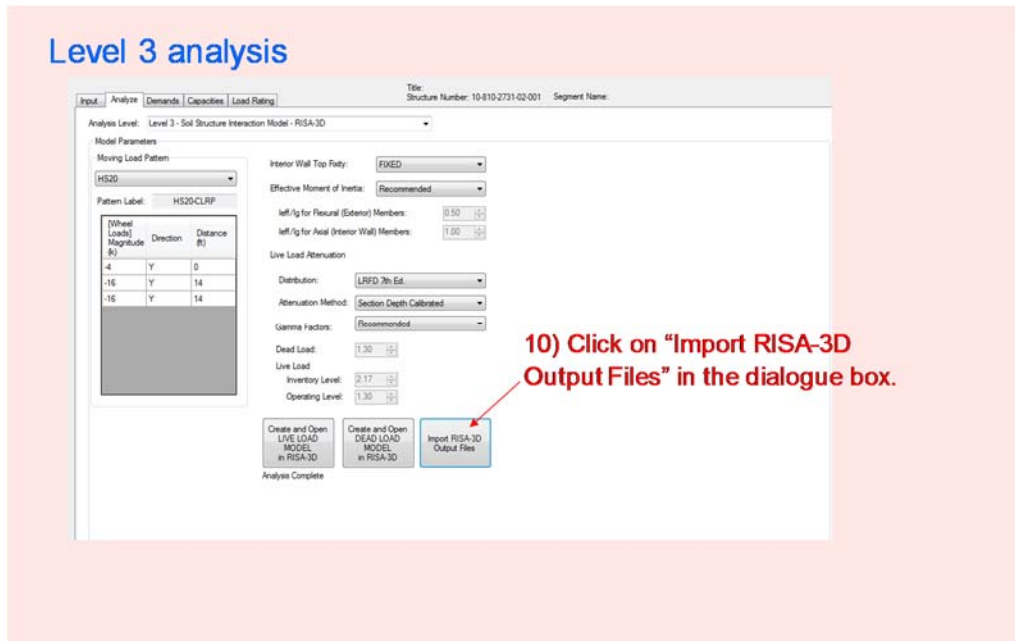 Level 3 analysis
Title:
Structure Number: 10-810-2731-02-001 Segment Name:
Input Analyze Demands Capacities Load Rating
Analysis Level: Level 3 - Soil Structure Interaction Model - RISA-3D
Model Parameters
Moving Load Pattern
HS20
Pattern Label: HS20-CLRP
[Wheel
Loads]
Magnitude
(k)
Direction
Distance
(ft)
-4 Y 0
-16 Y 14
-16 Y 14
Interior Wall Top Fixity: FIXED
Effective Moment of Inertia: Recommended
Ieff/Ig for Flexural (Exterior) Members: 0.50
Ieff/Ig for Axial (Interior Wall) Members: 1.00
Live Load Attenuation
Distribution: LRFD 7th Ed.
Attenuation Method: Section Depth Calibrated
Gamma Factors: Recommended
Dead Load: 1.30
Live Load
Inventory Level: 2.17
Operating Level: 1.30
Create and Open
LIVE LOAD
MODEL
in RISA-3D
Create and Open
DEAD LOAD
MODEL
in RISA-3D
Import RISA-3D
Output Files
Analysis Complete
10) Click on “Import RISA-3D
Output Files” in the dialogue box.